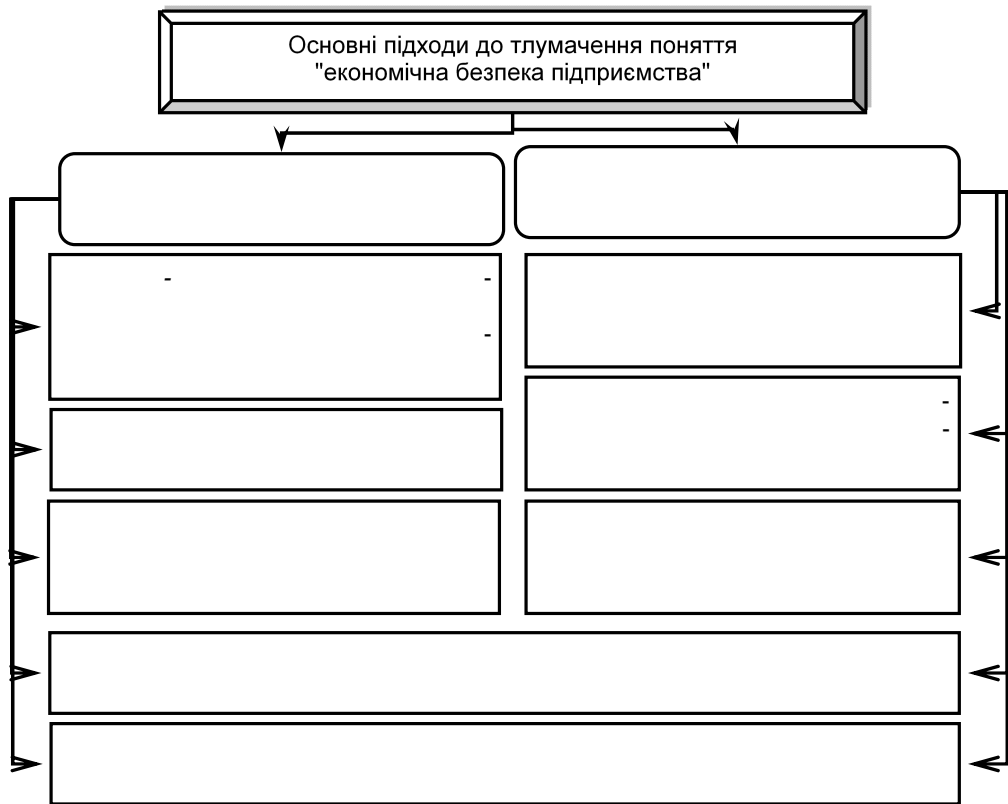 Основні підходи до тлумачення поняття
"економічна безпека підприємства"
-
-
-
-
-